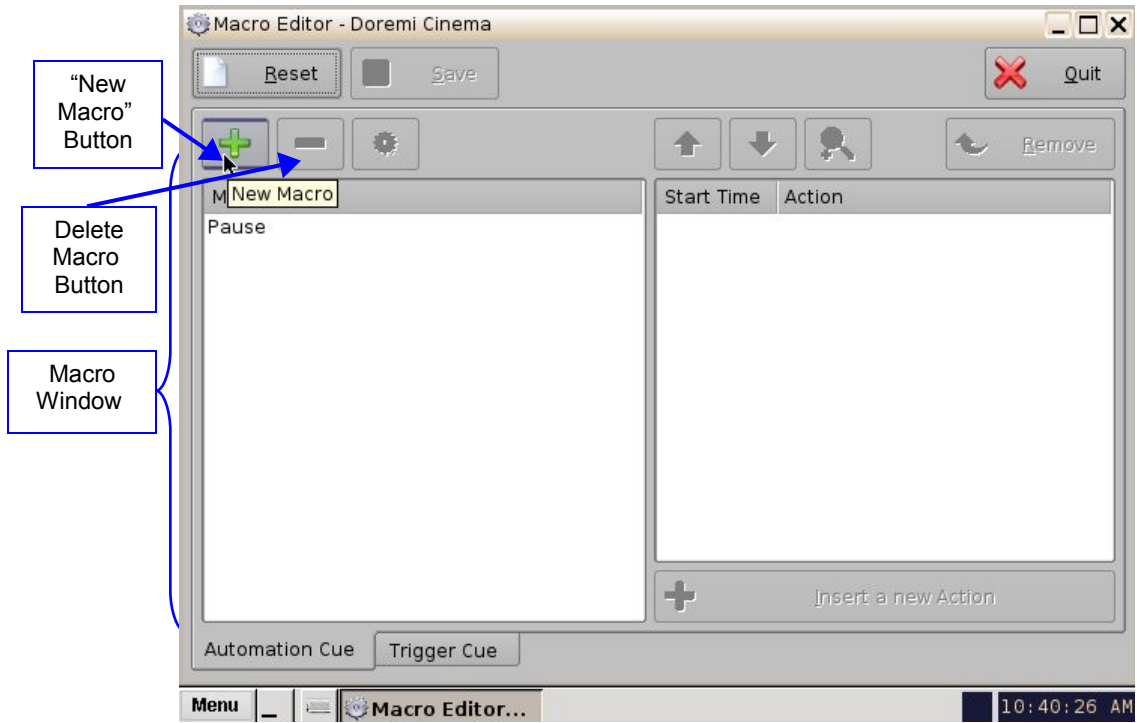 Macro Editor - Doremi Cinema
Reset
Save
Quit
“New
Macro”
Button
Remove
New Macro
M
Start Time
Action
Pause
Delete
Macro
Button
Macro
Window
Insert a new Action
Automation Cue
Trigger Cue
Menu
Macro Editor...
10:40:26 AM